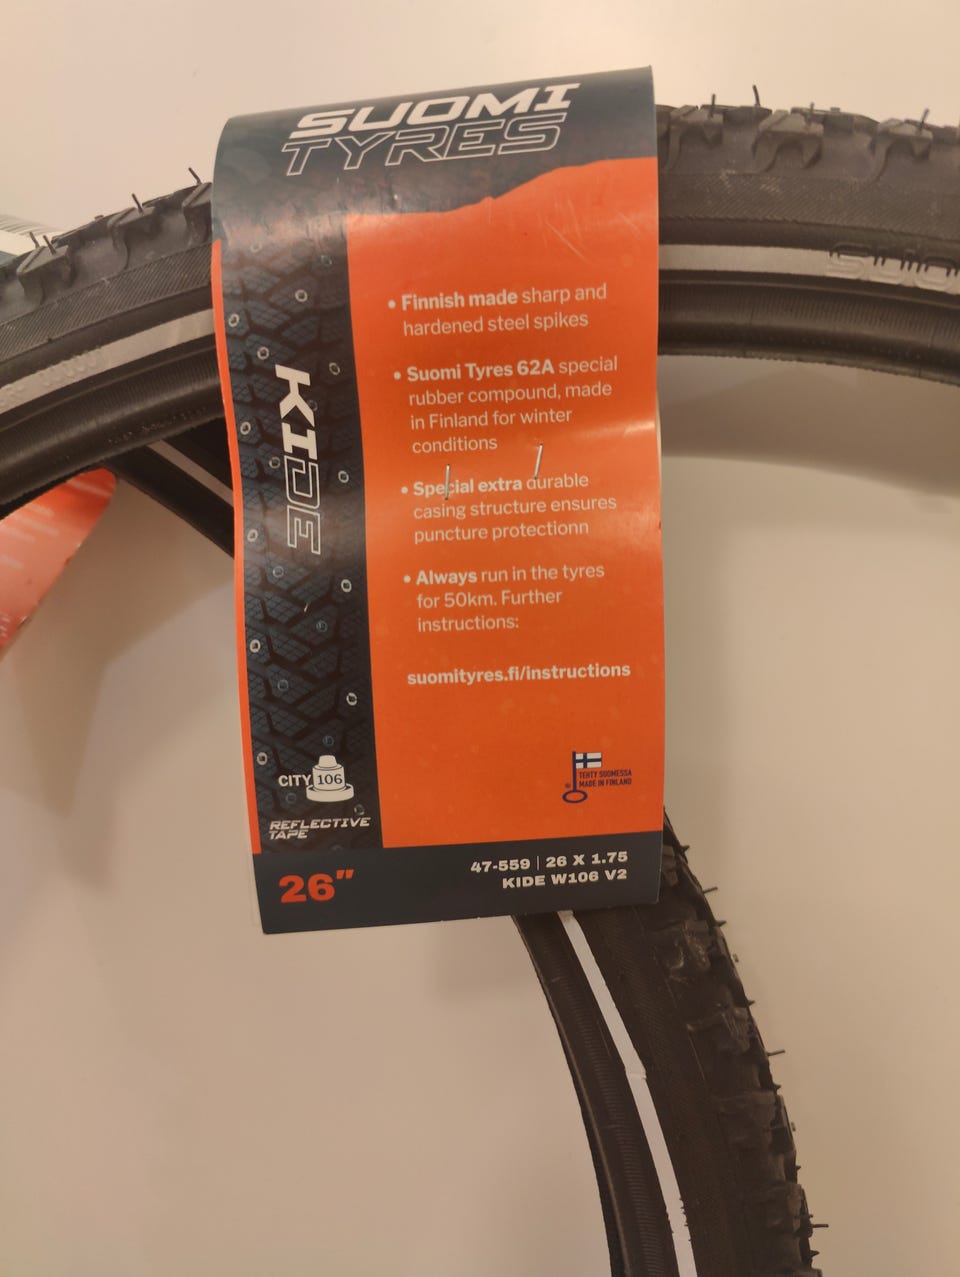 SUOMI
TYRES
• Finnish made sharp and
hardened steel spikes
• Suomi Tyres 62A special
rubber compound, made
in Finland for winter
conditions
• Special extra durable
casing structure ensures
puncture protectionn
• Always run in the tyres
for 50km. Further
instructions:
suomityres.fi/instructions
KIDE
CITY 106
REFLECTIVE
TAPE
TEHTY SUOMESSA
MADE IN FINLAND
26"
47-559 | 26 X 1.75
KIDE W106 V2